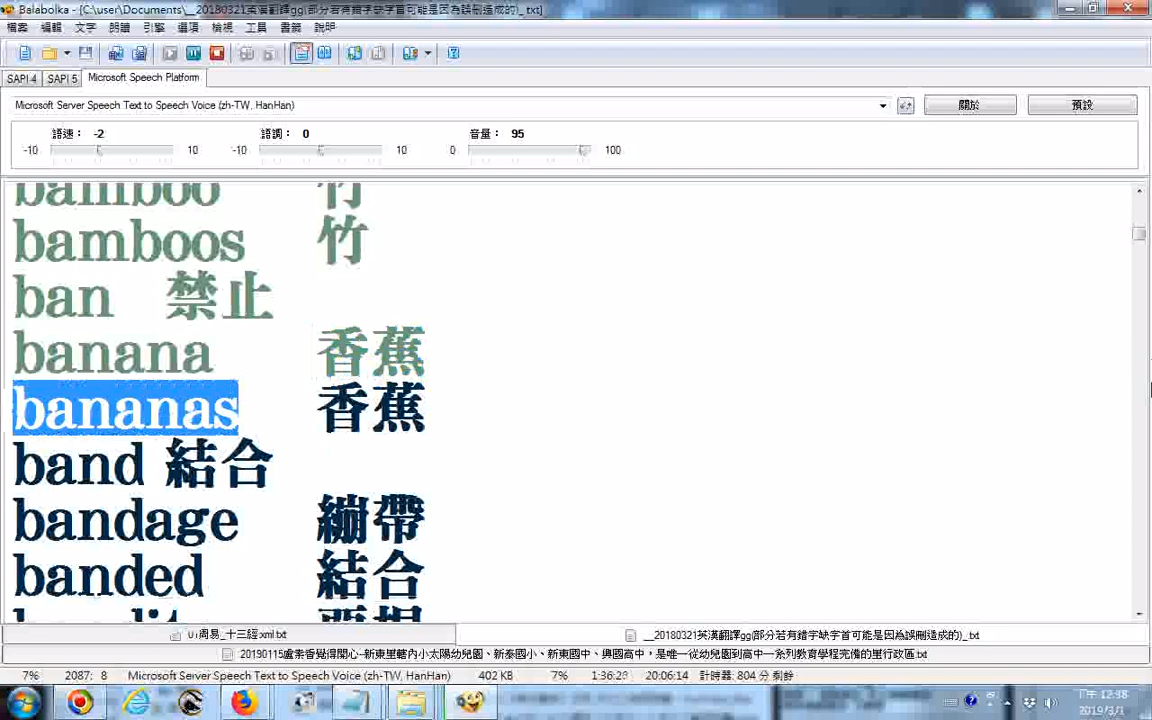 Balabolka - [C:\user\Documents\__20180321英漢翻譯gg(部分若有錯字缺字首可能是因為誤刪造成的)_.txt]
檔案 編輯 文字 朗讀 引擎 選項 檢視 工具 書籤 說明
SAPI 4 SAPI 5 Microsoft Speech Platform
Microsoft Server Speech Text to Speech Voice (zh-TW, HanHan) 關於 預設
語速： -2 語調： 0 音量： 95
-10 10 -10 10 0 100
bamboo 竹
bamboos 竹
ban 禁止
banana 香蕉
bananas 香蕉
band 結合
bandage 繃帶
banded 結合
bandit
周易_十三經.xml.txt __20180321英漢翻譯gg(部分若有錯字缺字首可能是因為誤刪造成的)_.txt
20190115盧素香覺得開心-新東里轄內小太陽幼兒園、新泰國小、新東國中、興國高中，是唯一從幼兒園到高中一系列教育學程完備的里行政區.txt
7% 2087: 8 Microsoft Server Speech Text to Speech Voice (zh-TW, HanHan) 402 KB 7% 1:36:28 20:06:14 計時器: 804 分 剩餘
下午 12:38
2019/3/1